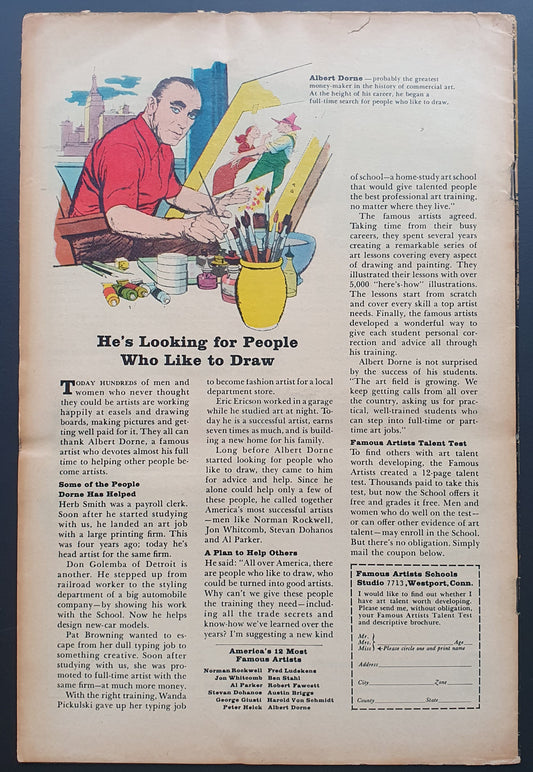 Albert Dorne — probably the greatest
money-maker in the history of commercial art.
At the height of his career, he began a
full-time search for people who like to draw.
He's Looking for People
Who Like to Draw
TODAY HUNDREDS of men and
women who never thought
they could be artists are working
happily at easels and drawing
boards, making pictures and get-
ting well paid for it. They all can
thank Albert Dorne, a famous
artist who devotes almost his full
time to helping other people be-
come artists.
Some of the People
Dorne Has Helped
Herb Smith was a payroll clerk.
Soon after he started studying
with us, he landed an art job
with a large printing firm. This
was four years ago; today he's
head artist for the same firm.
Don Golemba of Detroit is
another. He stepped up from
railroad worker to the styling
department of a big automobile
company—by showing his work
with the School. Now he helps
design new-car models.
Pat Browning wanted to es-
cape from her dull typing job to
something creative. Soon after
studying with us, she was pro-
moted to full-time artist with the
same firm—at much more money.
With the right training, Wanda
Pickulski gave up her typing job
to become fashion artist for a local
department store.
Eric Ericson worked in a garage
while he studied art at night. To-
day he is a successful artist, earns
seven times as much, and is build-
ing a new home for his family.
Long before Albert Dorne
started looking for people who
like to draw, they came to him
for advice and help. Since he
alone could help only a few of
these people, he called together
America's most successful artists
—men like Norman Rockwell,
Jon Whitcomb, Stevan Dohanos
and Al Parker.
A Plan to Help Others
He said: "All over America, there
are people who like to draw, who
could be turned into good artists.
Why can't we give these people
the training they need—includ-
ing all the trade secrets and
know-how we've learned over the
years? I'm suggesting a new kind
America's 12 Most
Famous Artists
Norman Rockwell Fred Ludekens
Jon Whitcomb Ben Stahl
Al Parker Robert Fawcett
Stevan Dohanos Austin Briggs
George Giusti Harold Von Schmidt
Peter Helck Albert Dorne
of school—a home-study art school
that would give talented people
the best professional art training,
no matter where they live."
The famous artists agreed.
Taking time from their busy
careers, they spent several years
creating a remarkable series of
art lessons covering every aspect
of drawing and painting. They
illustrated their lessons with over
5,000 "here's-how" illustrations.
The lessons start from scratch
and cover every skill a top artist
needs. Finally, the famous artists
developed a wonderful way to
give each student personal cor-
rection and advice all through
his training.
Albert Dorne is not surprised
by the success of his students.
"The art field is growing. We
keep getting calls from all over
the country, asking us for prac-
tical, well-trained students who
can step into full-time or part-
time art jobs."
Famous Artists Talent Test
To find others with art talent
worth developing, the Famous
Artists created a 12-page talent
test. Thousands paid to take this
test, but now the School offers it
free and grades it free. Men and
women who do well on the test—
or can offer other evidence of art
talent—may enroll in the School.
But there's no obligation. Simply
mail the coupon below.
Famous Artists Schools
Studio 7713, Westport, Conn.
I would like to find out whether I
have art talent worth developing.
Please send me, without obligation,
your Famous Artists Talent Test
and descriptive brochure.
Mr.
Mrs. Age
Miss Please circle one and print name
Address
City Zone
County State